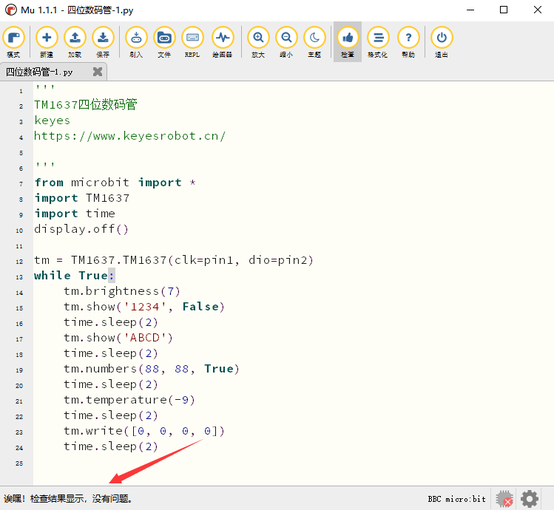 Mu 1.1.1 - 四位数码管-1.py
模式 新建 加载 保存 刷入 文件 REPL 绘图器 放大 缩小 主题 检查 格式化 帮助 退出
四位数码管-1.py
1 '''
2 TM1637四位数码管
3 keyes
4 https://www.keyesrobot.cn/
5
6 '''
7 from microbit import *
8 import TM1637
9 import time
10 display.off()
11
12 tm = TM1637.TM1637(clk=pin1, dio=pin2)
13 while True:
14 tm.brightness(7)
15 tm.show('1234', False)
16 time.sleep(2)
17 tm.show('ABCD')
18 time.sleep(2)
19 tm.numbers(88, 88, True)
20 time.sleep(2)
21 tm.temperature(-9)
22 time.sleep(2)
23 tm.write([0, 0, 0, 0])
24 time.sleep(2)
25
诶嘿！检查结果显示，没有问题。
BBC micro:bit